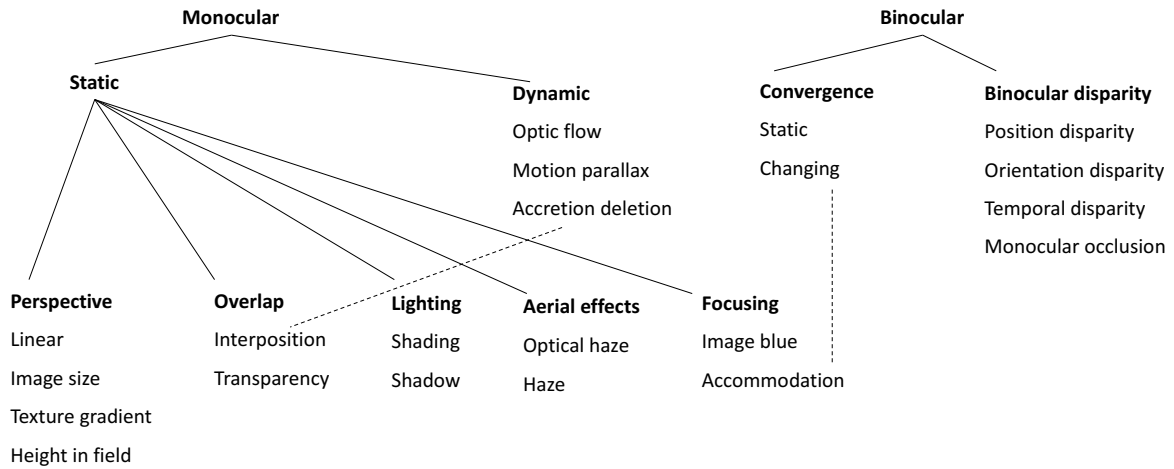 Monocular
Binocular
Static
Dynamic
Optic flow
Motion parallax
Accretion deletion
Convergence
Static
Changing
Binocular disparity
Position disparity
Orientation disparity
Temporal disparity
Monocular occlusion
Perspective
Linear
Image size
Texture gradient
Height in field
Overlap
Interposition
Transparency
Lighting
Shading
Shadow
Aerial effects
Optical haze
Haze
Focusing
Image blue
Accommodation